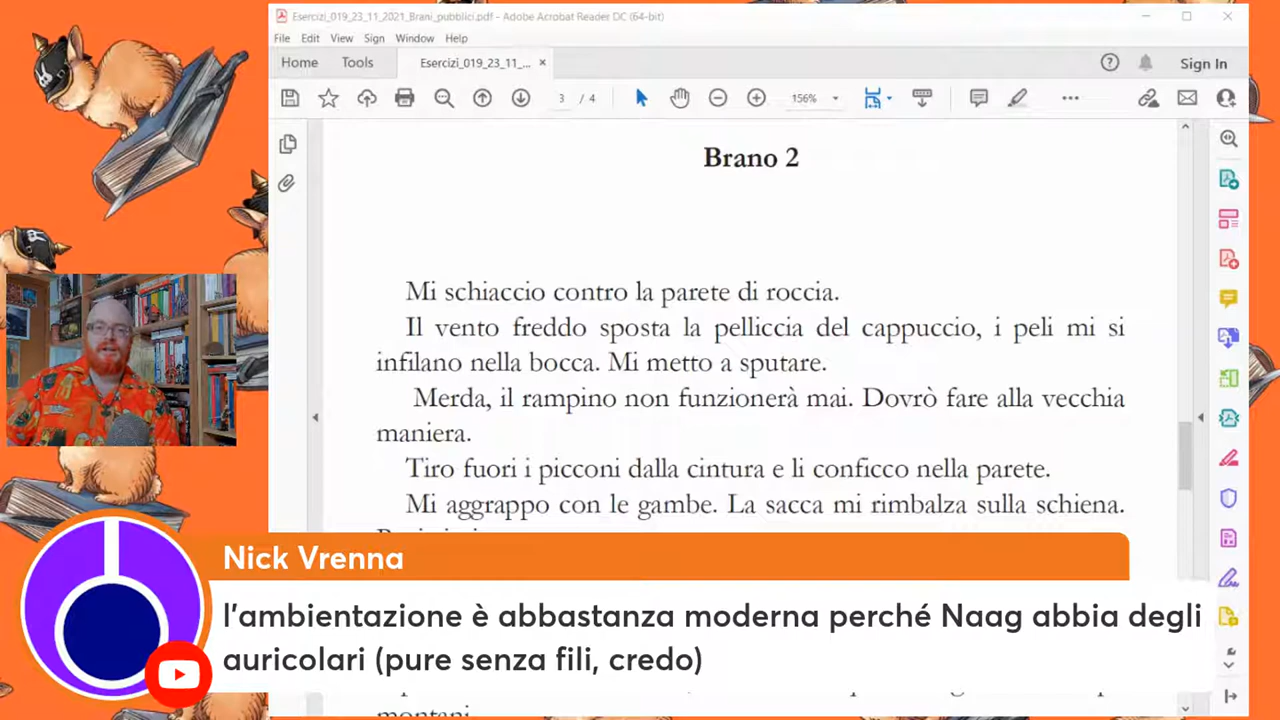 Esercizi_019_23_11_2021_Brani_pubblici.pdf - Adobe Acrobat Reader DC (64-bit)
File Edit View Sign Window Help
Home Tools Esercizi_019_23_11_... × Sign In
3 / 4 156%
Brano 2
Mi schiaccio contro la parete di roccia.
Il vento freddo sposta la pelliccia del cappuccio, i peli mi si
infilano nella bocca. Mi metto a sputare.
Merda, il rampino non funzionerà mai. Dovrò fare alla vecchia
maniera.
Tiro fuori i picconi dalla cintura e li conficco nella parete.
Mi aggrappo con le gambe. La sacca mi rimbalza sulla schiena.
Nick Vrenna
l'ambientazione è abbastanza moderna perché Naag abbia degli
auricolari (pure senza fili, credo)
montani